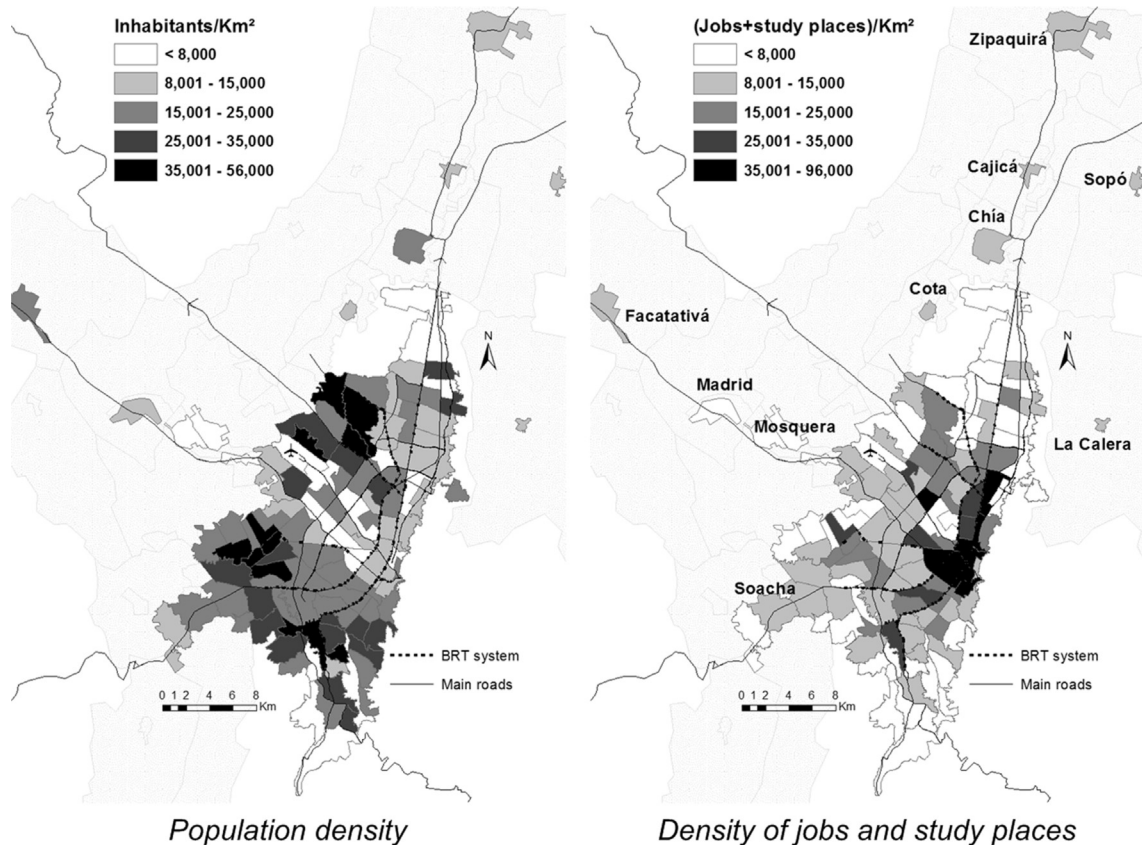 Inhabitants/Km²
< 8,000
8,001 - 15,000
15,001 - 25,000
25,001 - 35,000
35,001 - 56,000
N
BRT system
Main roads
0 1 2 4 6 8
Km
Population density
(Jobs+study places)/Km²
< 8,000
8,001 - 15,000
15,001 - 25,000
25,001 - 35,000
35,001 - 96,000
Zipaquirá
Cajicá
Sopó
Chía
Cota
Facatativá
N
Madrid
Mosquera
La Calera
Soacha
BRT system
Main roads
0 1 2 4 6 8
Km
Density of jobs and study places